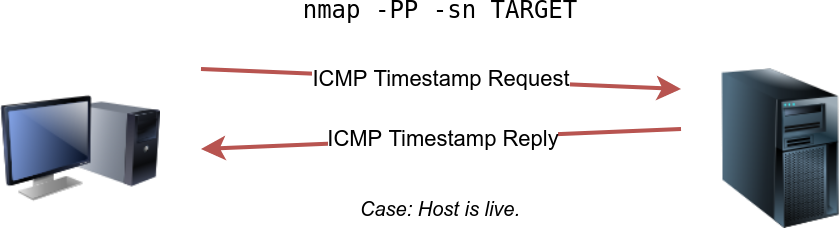 nmap -PP -sn TARGET
ICMP Timestamp Request
ICMP Timestamp Reply
Case: Host is live.